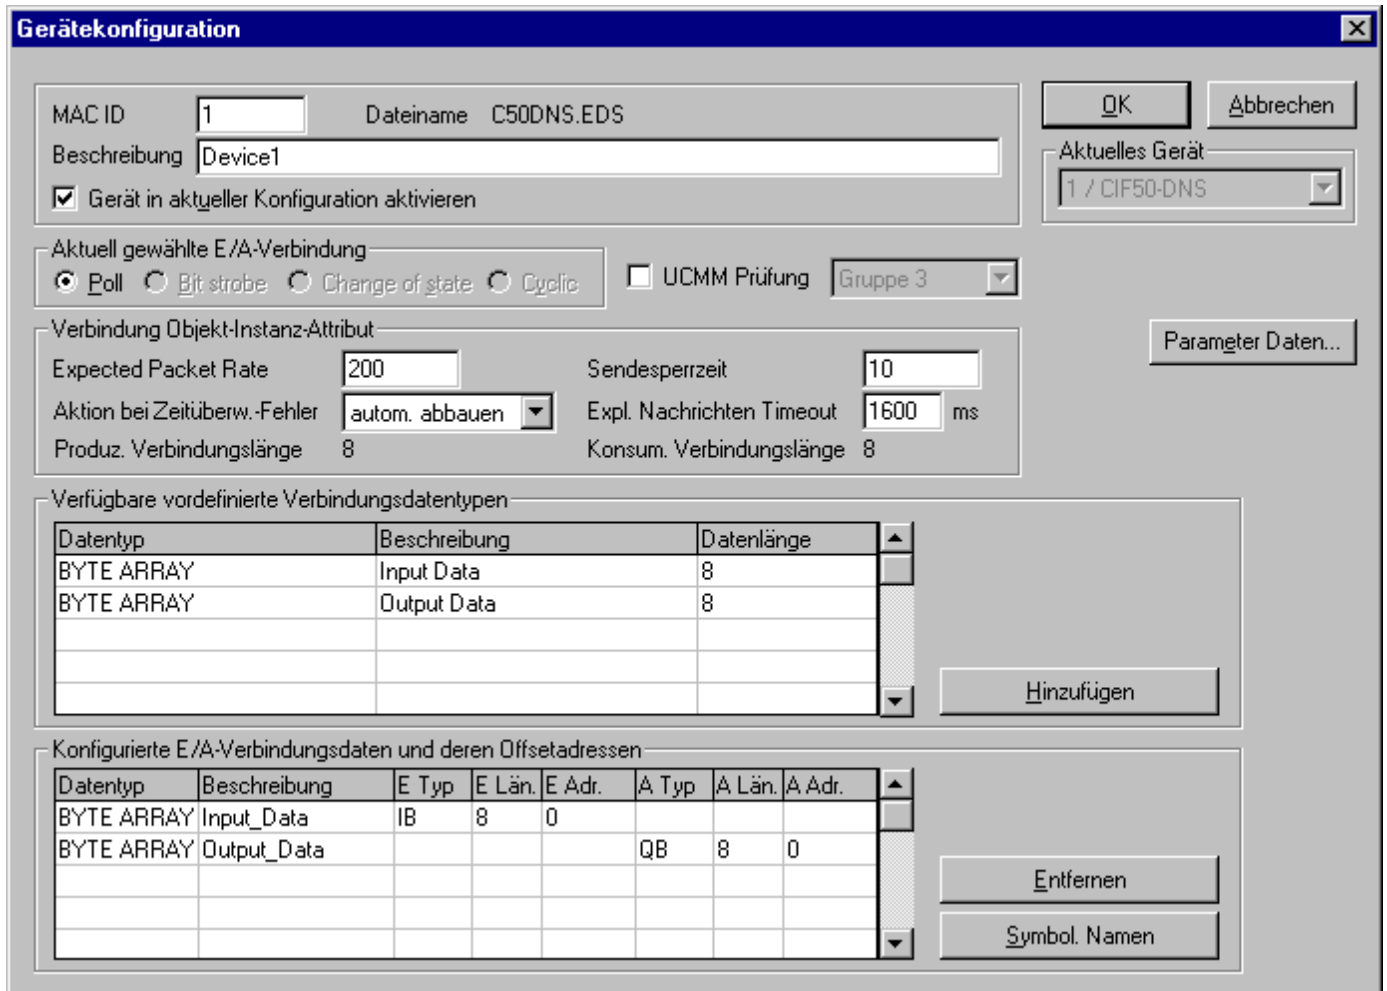 Gerätekonfiguration
MAC ID 1 Dateiname C50DNS.EDS
OK Abbrechen
Beschreibung Device1
Aktuelles Gerät
1 / CIF50-DNS
Gerät in aktueller Konfiguration aktivieren
Aktuell gewählte E/A-Verbindung
Poll Bit strobe Change of state Cyclic
UCMM Prüfung Gruppe 3
Verbindung Objekt-Instanz-Attribut
Parameter Daten...
Expected Packet Rate 200 Sendesperrzeit 10
Aktion bei Zeitüberw.-Fehler autom. abbauen Expl. Nachrichten Timeout 1600 ms
Produz. Verbindungslänge 8 Konsum. Verbindungslänge 8
Verfügbare vordefinierte Verbindungsdatentypen
Datentyp Beschreibung Datenlänge
BYTE ARRAY Input Data 8
BYTE ARRAY Output Data 8
Hinzufügen
Konfigurierte E/A-Verbindungsdaten und deren Offsetadressen
Datentyp Beschreibung E Typ E Län. E Adr. A Typ A Län. A Adr.
BYTE ARRAY Input_Data IB 8 0
BYTE ARRAY Output_Data QB 8 0
Entfernen
Symbol. Namen